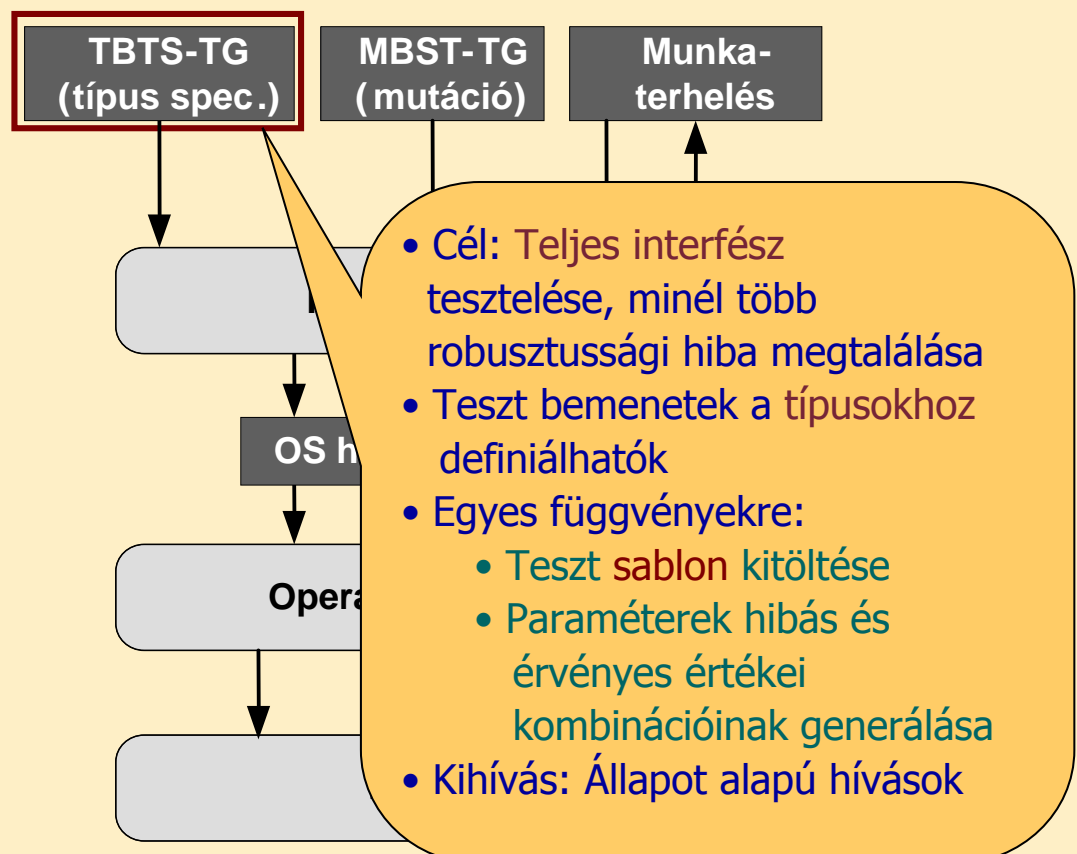 TBTS-TG
(típus spec.)
MBST-TG
(mutáció)
Munka-
terhelés
• Cél: Teljes interfész
tesztelése, minél több
robusztussági hiba megtalálása
• Teszt bemenetek a típusokhoz
definiálhatók
• Egyes függvényekre:
• Teszt sablon kitöltése
• Paraméterek hibás és
érvényes értékei
kombinációinak generálása
• Kihívás: Állapot alapú hívások
OS h
Opera